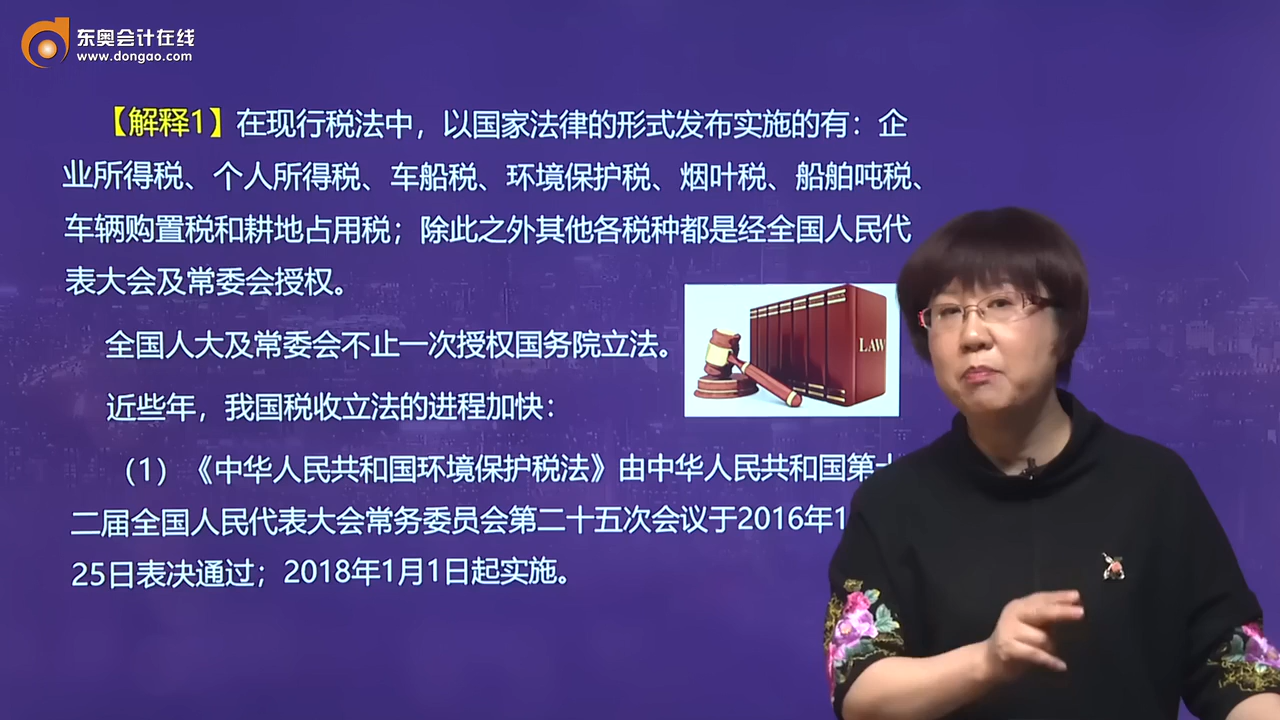 东奥会计在线
www.dongao.com
【解释1】在现行税法中，以国家法律的形式发布实施的有：企
业所得税、个人所得税、车船税、环境保护税、烟叶税、船舶吨税、
车辆购置税和耕地占用税；除此之外其他各税种都是经全国人民代
表大会及常委会授权。
全国人大及常委会不止一次授权国务院立法。
LAW
近些年，我国税收立法的进程加快：
（1）《中华人民共和国环境保护税法》由中华人民共和国第
二届全国人民代表大会常务委员会第二十五次会议于2016年1
25日表决通过；2018年1月1日起实施。